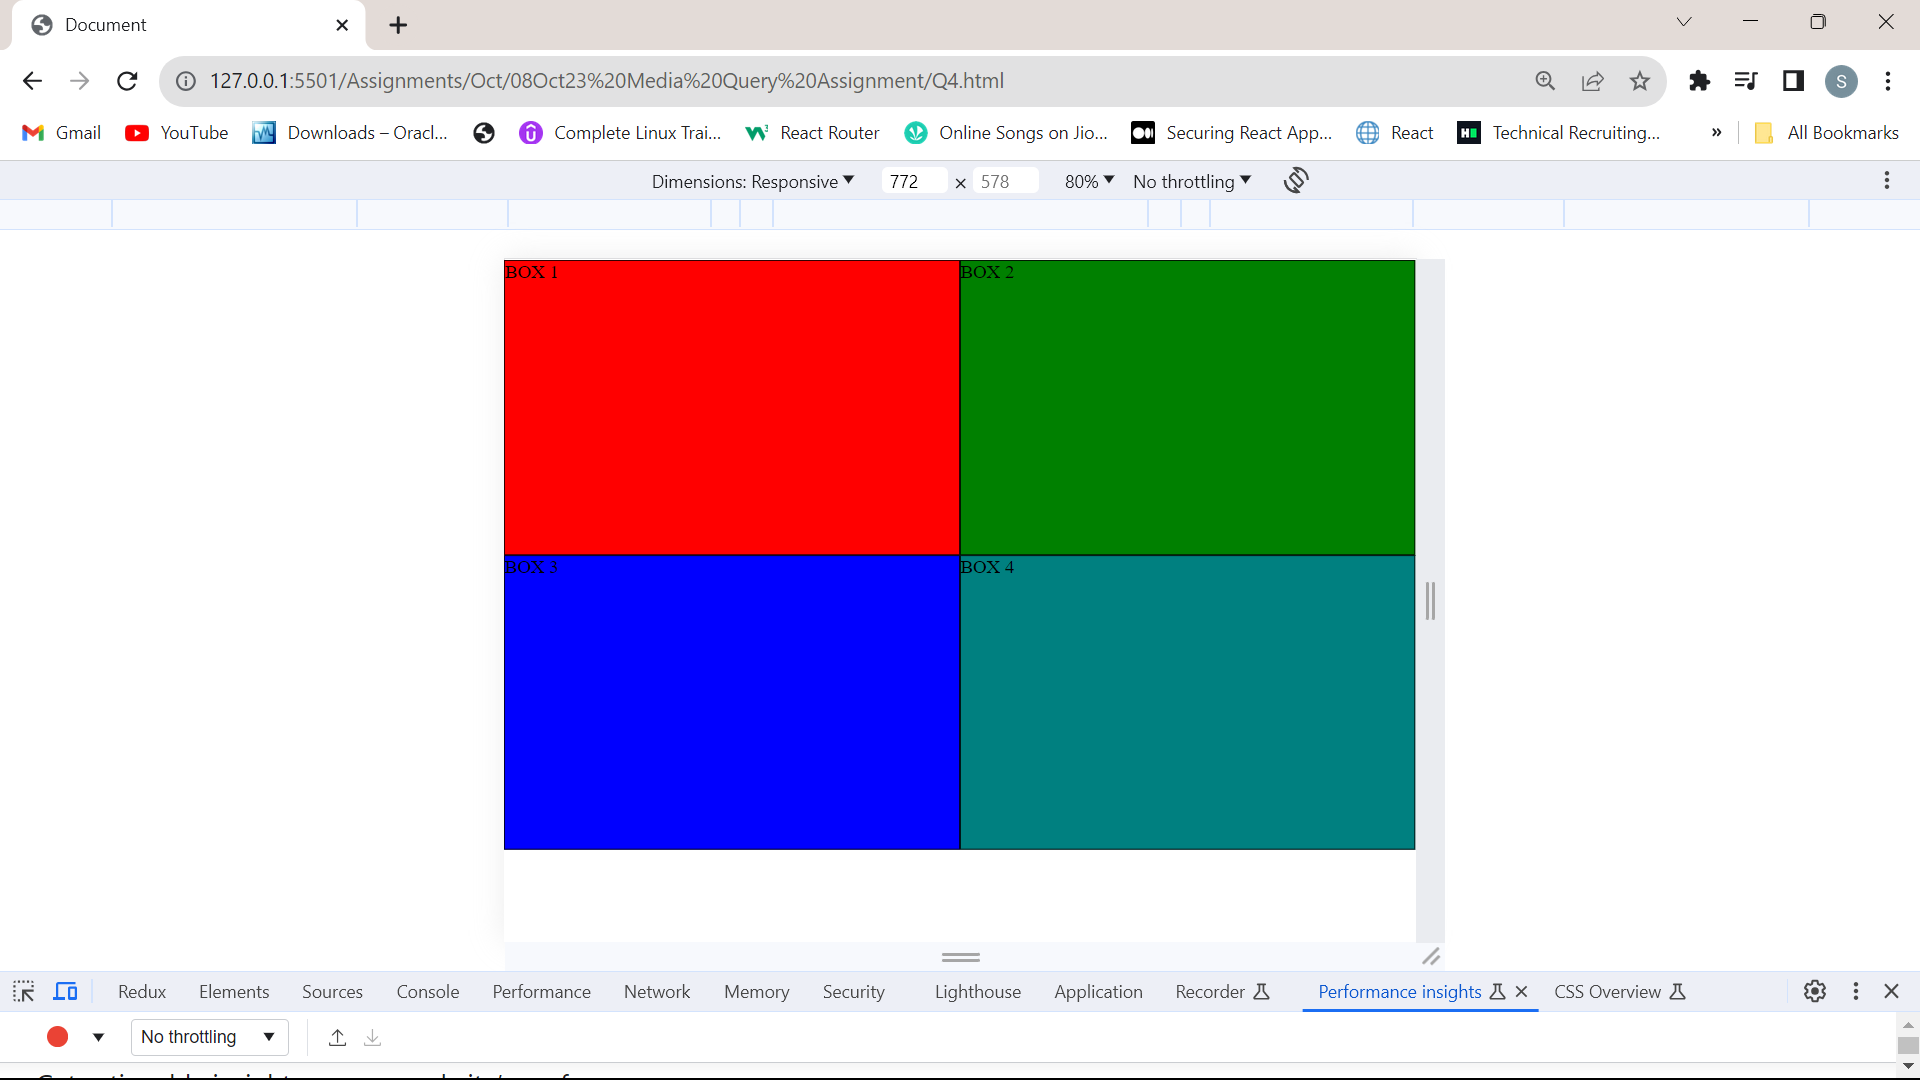 Document
127.0.0.1:5501/Assignments/Oct/08Oct23%20Media%20Query%20Assignment/Q4.html
S
Gmail YouTube Downloads – Oracl... Complete Linux Trai... React Router Online Songs on Jio... Securing React App... React Technical Recruiting... » All Bookmarks
Dimensions: Responsive 772 × 578 80% No throttling
BOX 1 BOX 2
BOX 3 BOX 4
Redux Elements Sources Console Performance Network Memory Security Lighthouse Application Recorder Performance insights CSS Overview
No throttling